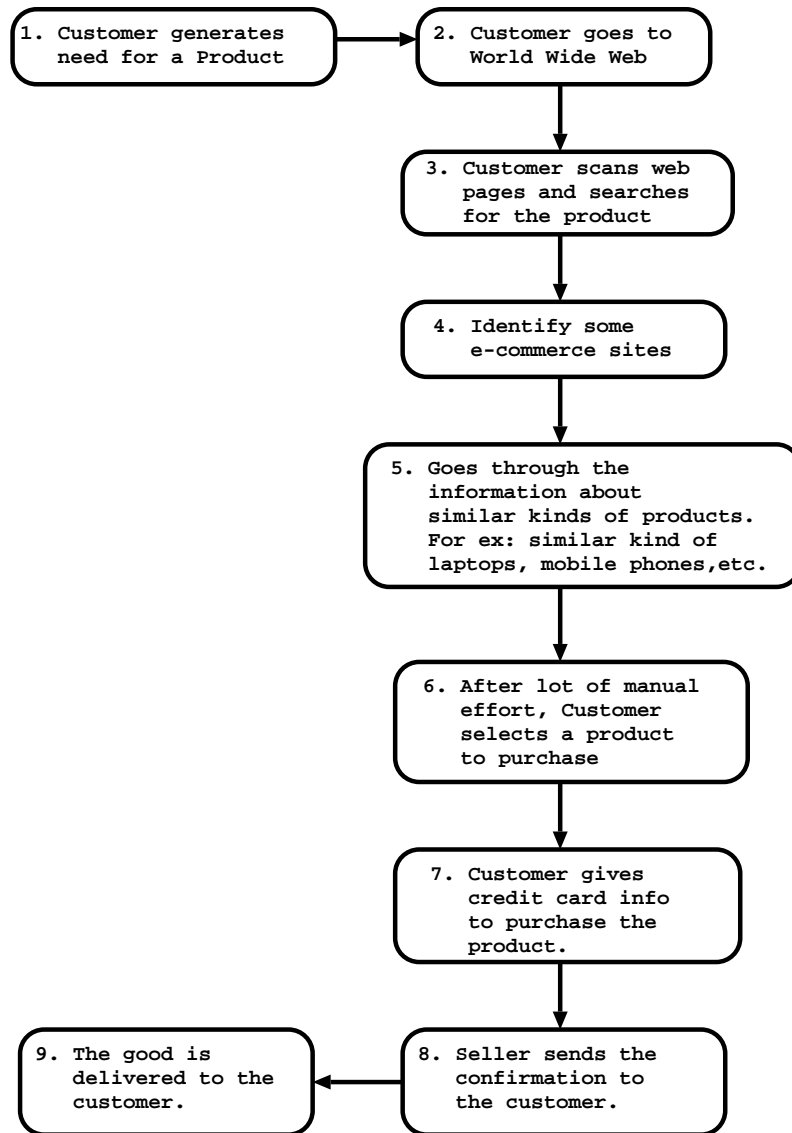 1. Customer generates
need for a Product
2. Customer goes to
World Wide Web
3. Customer scans web
pages and searches
for the product
4. Identify some
e-commerce sites
5. Goes through the
information about
similar kinds of products.
For ex: similar kind of
laptops, mobile phones,etc.
6. After lot of manual
effort, Customer
selects a product
to purchase
7. Customer gives
credit card info
to purchase the
product.
8. Seller sends the
confirmation to
the customer.
9. The good is
delivered to the
customer.